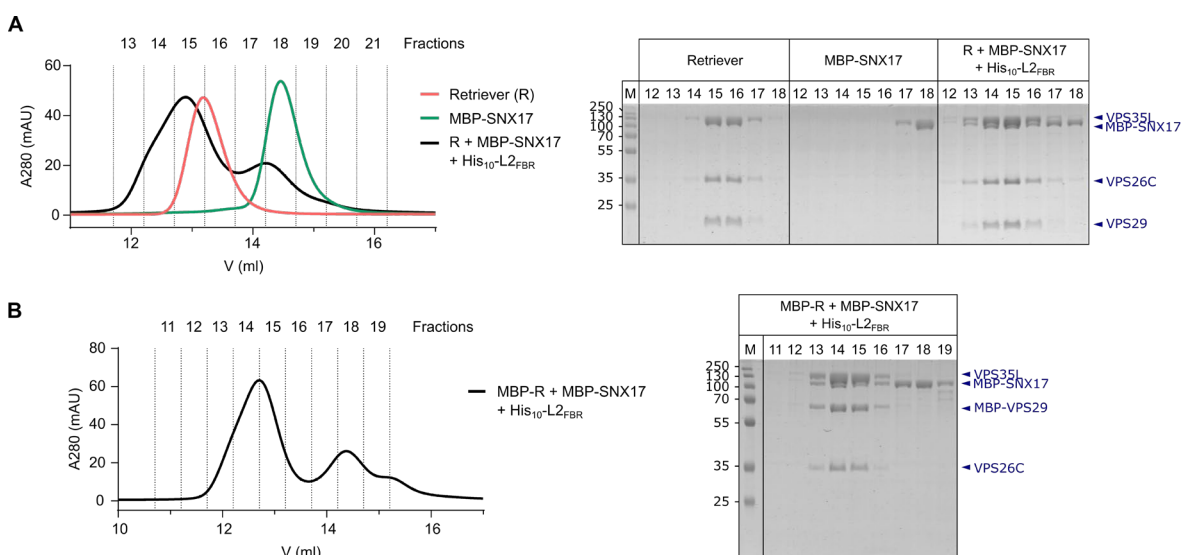 A
13 14 15 16 17 18 19 20 21 Fractions
60
40
20
0
A280 (mAU)
12 14 16
V (ml)
Retriever (R)
MBP-SNX17
R + MBP-SNX17
+ His10-L2FBR
Retriever
MBP-SNX17
R + MBP-SNX17
+ His10-L2FBR
M 12 13 14 15 16 17 18 12 13 14 15 16 17 18 12 13 14 15 16 17 18
250
130
100
70
55
35
25
VPS35L
MBP-SNX17
VPS26C
VPS29
B
11 12 13 14 15 16 17 18 19 Fractions
80
60
40
20
0
A280 (mAU)
10 12 14 16
V (ml)
MBP-R + MBP-SNX17
+ His10-L2FBR
MBP-R + MBP-SNX17
+ His10-L2FBR
M 11 12 13 14 15 16 17 18 19
250
130
100
70
55
35
25
VPS35L
MBP-SNX17
MBP-VPS29
VPS26C